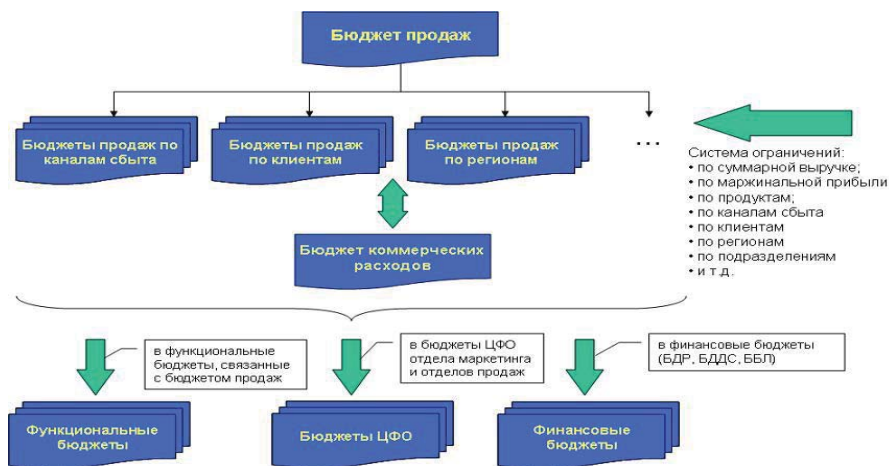 Бюджет продаж
Бюджеты продаж по
каналам сбыта
Бюджеты продаж
по клиентам
Бюджеты продаж
по регионам
...
Система ограничений:
• по суммарной выручке;
• по маржинальной прибыли
• по продуктам;
• по каналам сбыта
• по клиентам
• по регионам
• по подразделениям
• и т.д.
Бюджет коммерческих
расходов
в функциональные
бюджеты, связанные
с бюджетом продаж
в бюджеты ЦФО
отдела маркетинга
и отделов продаж
в финансовые бюджеты
(БДР, БДДС, ББЛ)
Функциональные
бюджеты
Бюджеты ЦФО
Финансовые
бюджеты